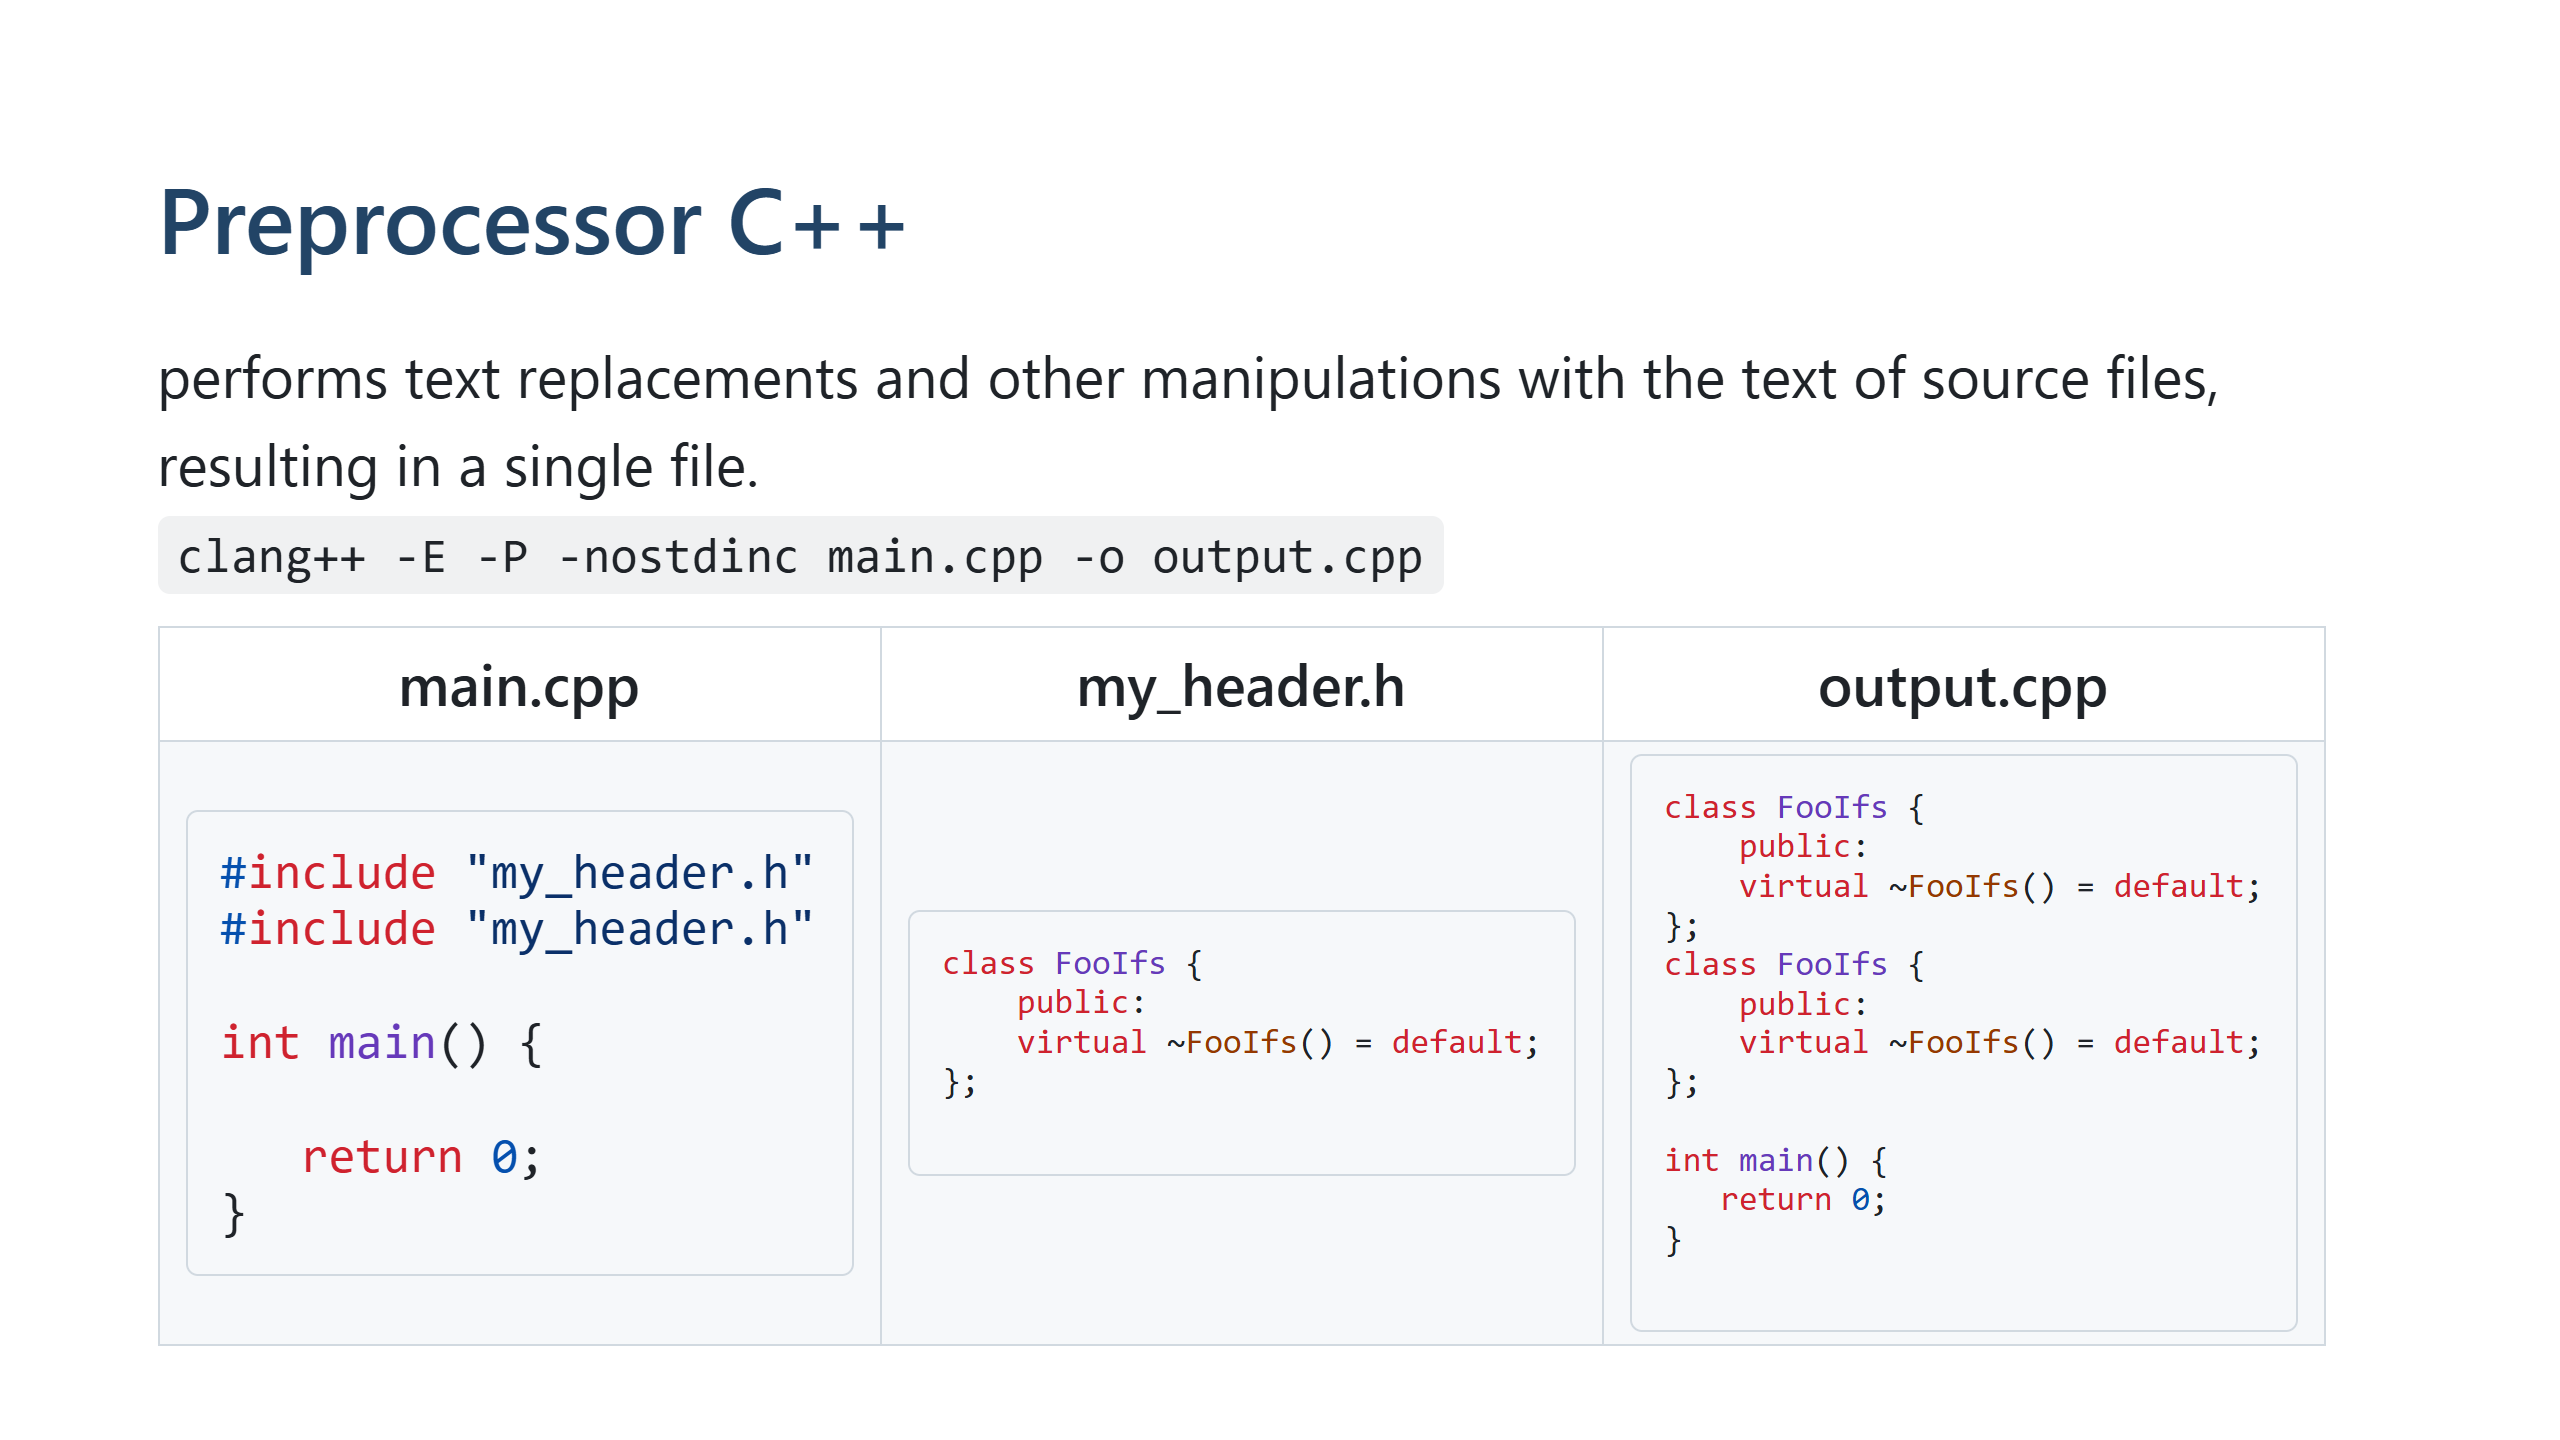 Preprocessor C++
performs text replacements and other manipulations with the text of source files,
resulting in a single file.
clang++ -E -P -nostdinc main.cpp -o output.cpp
main.cpp
#include "my_header.h"
#include "my_header.h"
int main() {
return 0;
}
my_header.h
class FooIfs {
public:
virtual ~FooIfs() = default;
};
output.cpp
class FooIfs {
public:
virtual ~FooIfs() = default;
};
class FooIfs {
public:
virtual ~FooIfs() = default;
};
int main() {
return 0;
}